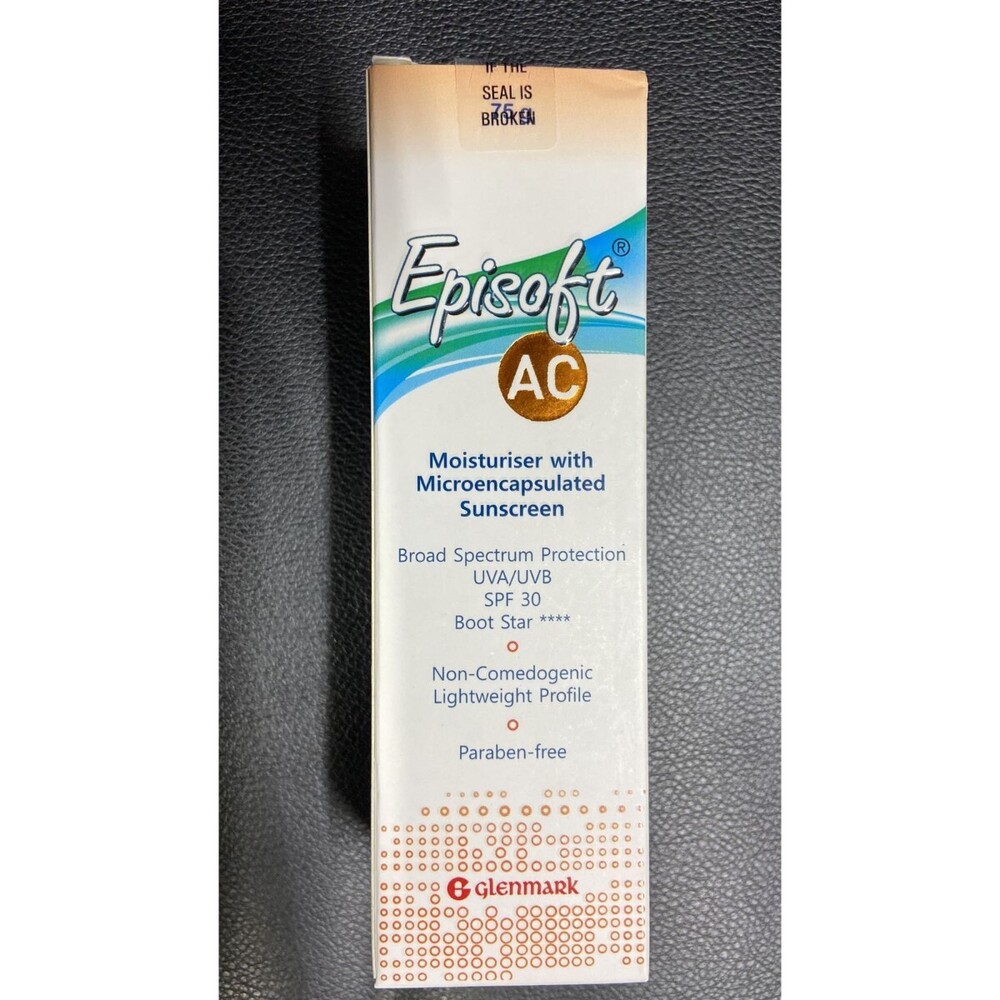 IF THE
SEAL IS
BROKEN
75 g
Episoft®
AC
Moisturiser with
Microencapsulated
Sunscreen
Broad Spectrum Protection
UVA/UVB
SPF 30
Boot Star ****
Non-Comedogenic
Lightweight Profile
Paraben-free
G glenmark